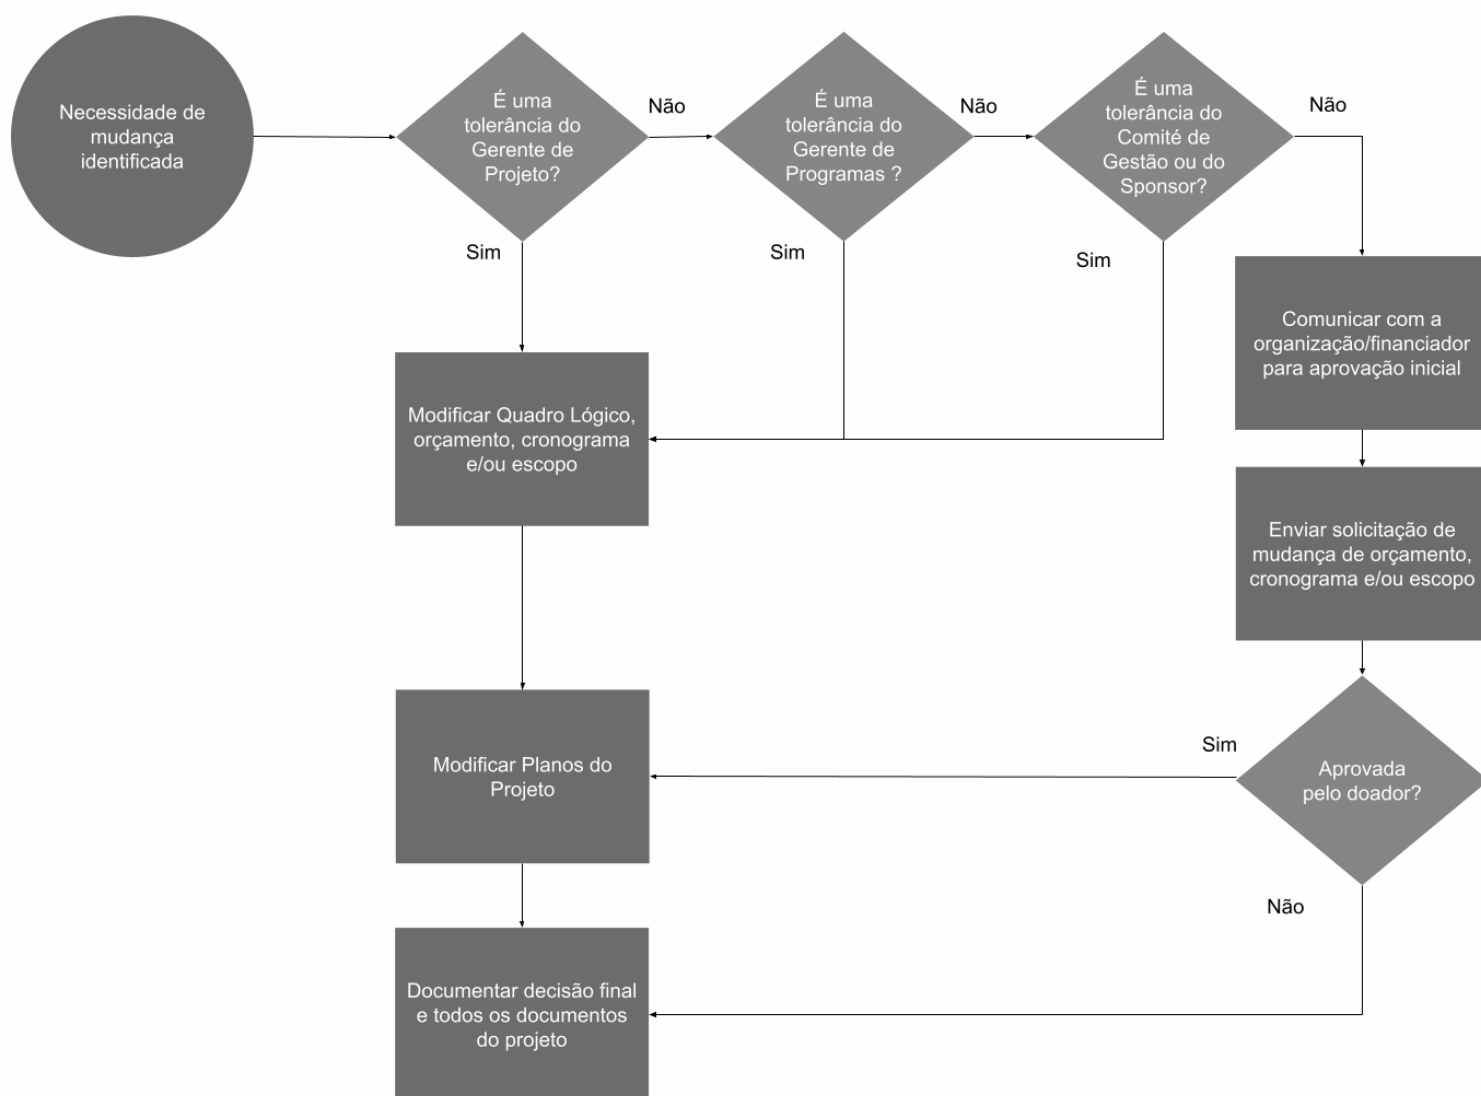 Necessidade de
mudança
identificada
É uma
tolerância do
Gerente de
Projeto?
Não
Sim
É uma
tolerância do
Gerente de
Programas ?
Não
Sim
É uma
tolerância do
Comité de
Gestão ou do
Sponsor?
Não
Sim
Comunicar com a
organização/financiador
para aprovação inicial
Modificar Quadro Lógico,
orçamento, cronograma
e/ou escopo
Enviar solicitação de
mudança de orçamento,
cronograma e/ou escopo
Aprovada
pelo doador?
Sim
Não
Modificar Planos do
Projeto
Documentar decisão final
e todos os documentos
do projeto